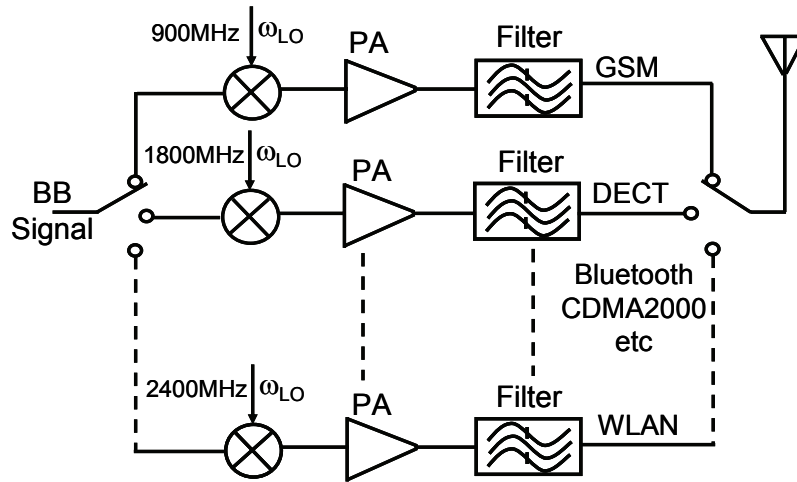 900MHz
ωLO
PA
Filter
GSM
1800MHz
ωLO
PA
Filter
DECT
BB
Signal
Bluetooth
CDMA2000
etc
2400MHz
ωLO
PA
Filter
WLAN